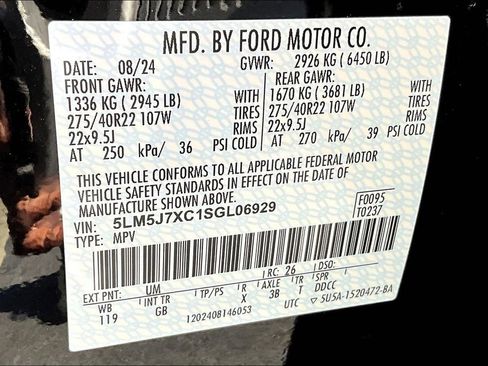 MFD. BY FORD MOTOR CO.
DATE: 08/24 GVWR: 2926 KG ( 6450 LB)
FRONT GAWR: REAR GAWR:
1336 KG ( 2945 LB) WITH 1670 KG ( 3681 LB) WITH
275/40R22 107W TIRES 275/40R22 107W TIRES
22x9.5J RIMS 22x9.5J RIMS
AT 250 kPa/ 36 PSI COLD AT 270 kPa/ 39 PSI COLD
THIS VEHICLE CONFORMS TO ALL APPLICABLE FEDERAL MOTOR
VEHICLE SAFETY STANDARDS IN EFFECT ON THE DATE OF
MANUFACTURE SHOWN ABOVE.
VIN: 5LM5J7XC1SGL06929 F0095
TYPE: MPV T0237
EXT PNT: UM RC: 26 DSO:
WB INT TR TP/PS R AXLE TR SPR
119 GB X 3B T DDCC
1202408146053 UTC SU5A-1520472-BA